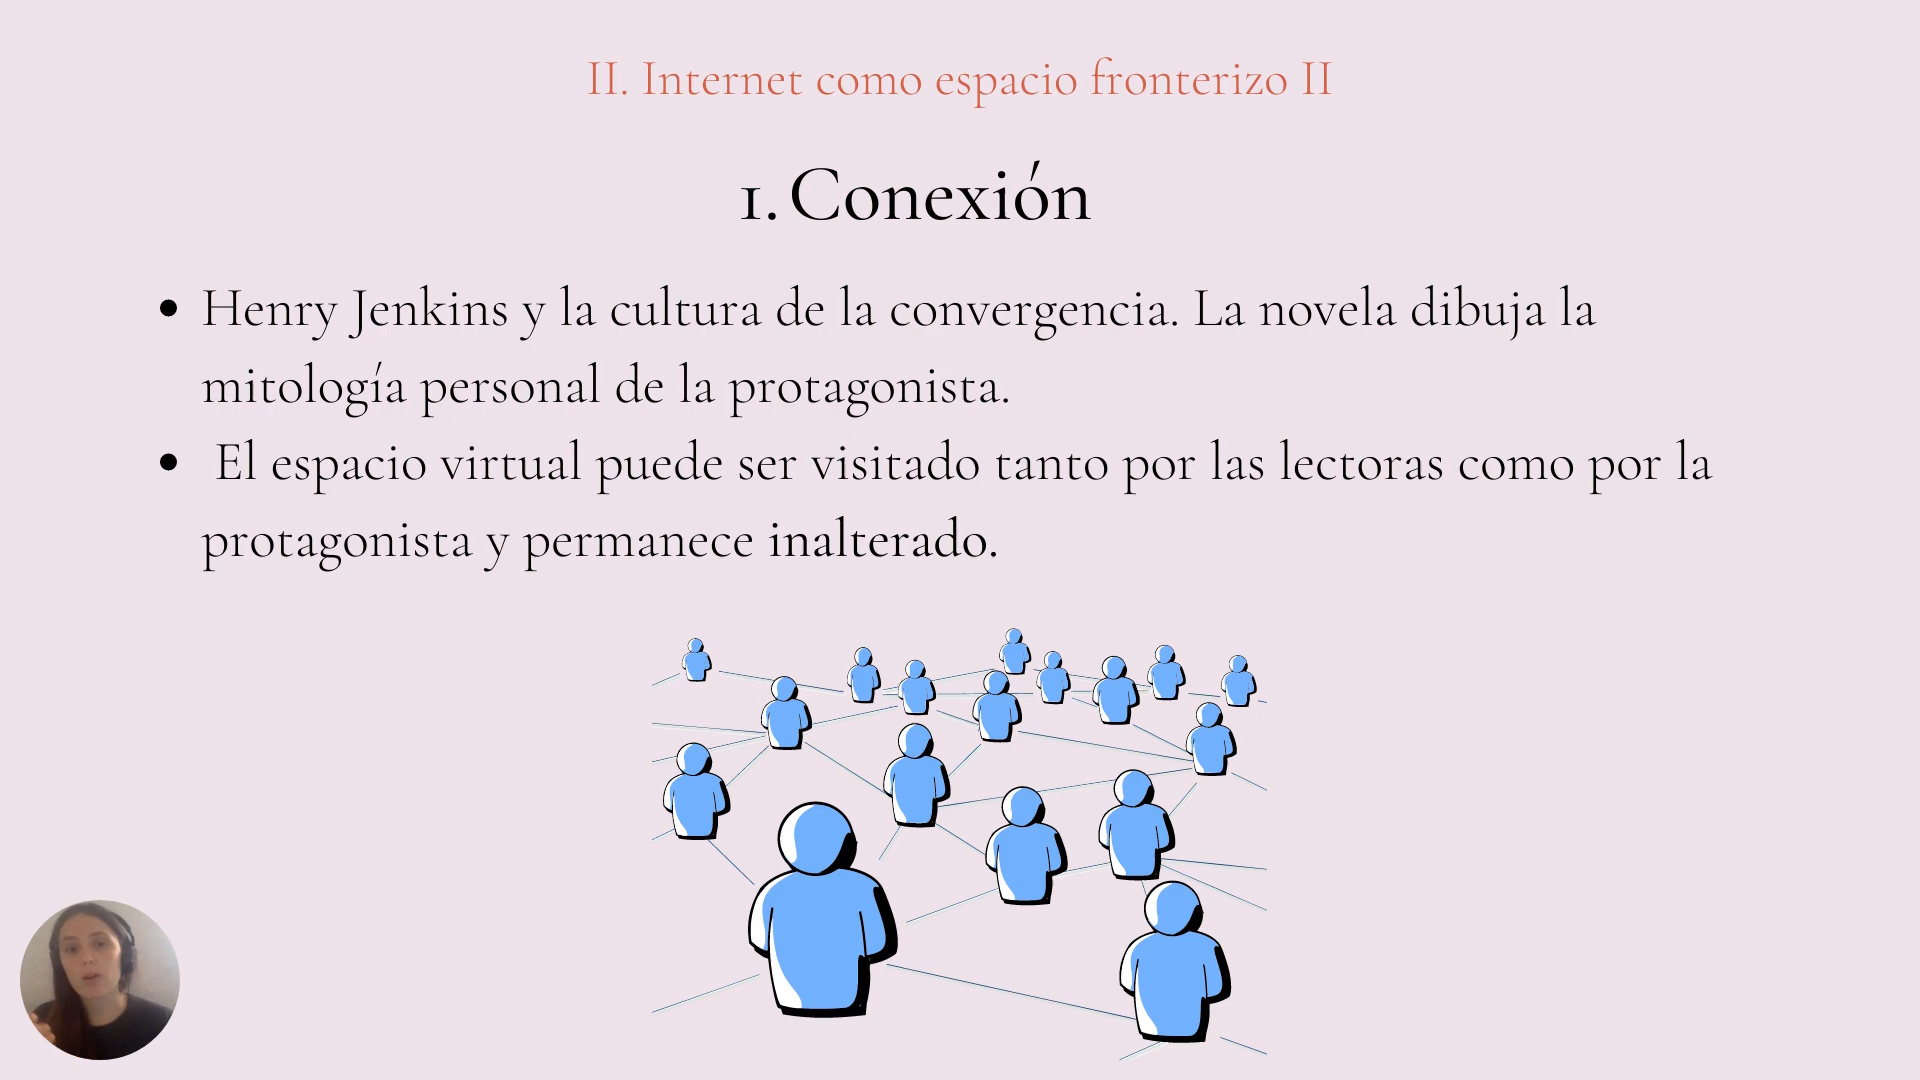 II. Internet como espacio fronterizo II
1. Conexión
• Henry Jenkins y la cultura de la convergencia. La novela dibuja la
mitología personal de la protagonista.
• El espacio virtual puede ser visitado tanto por las lectoras como por la
protagonista y permanece inalterado.